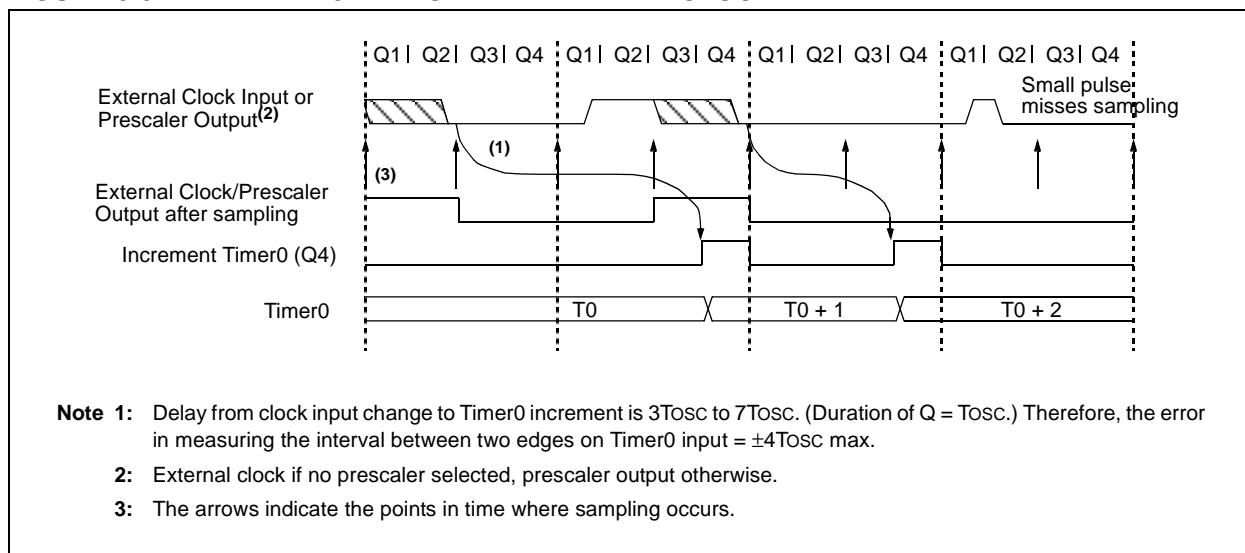 Q1| Q2| Q3| Q4 Q1| Q2| Q3| Q4 Q1| Q2| Q3| Q4 Q1| Q2| Q3| Q4
External Clock Input or
Prescaler Output(2)
Small pulse
misses sampling
(1)
(3)
External Clock/Prescaler
Output after sampling
Increment Timer0 (Q4)
Timer0
T0
T0 + 1
T0 + 2
Note 1: Delay from clock input change to Timer0 increment is 3TOSC to 7TOSC. (Duration of Q = TOSC.) Therefore, the error
in measuring the interval between two edges on Timer0 input = ±4TOSC max.
2: External clock if no prescaler selected, prescaler output otherwise.
3: The arrows indicate the points in time where sampling occurs.